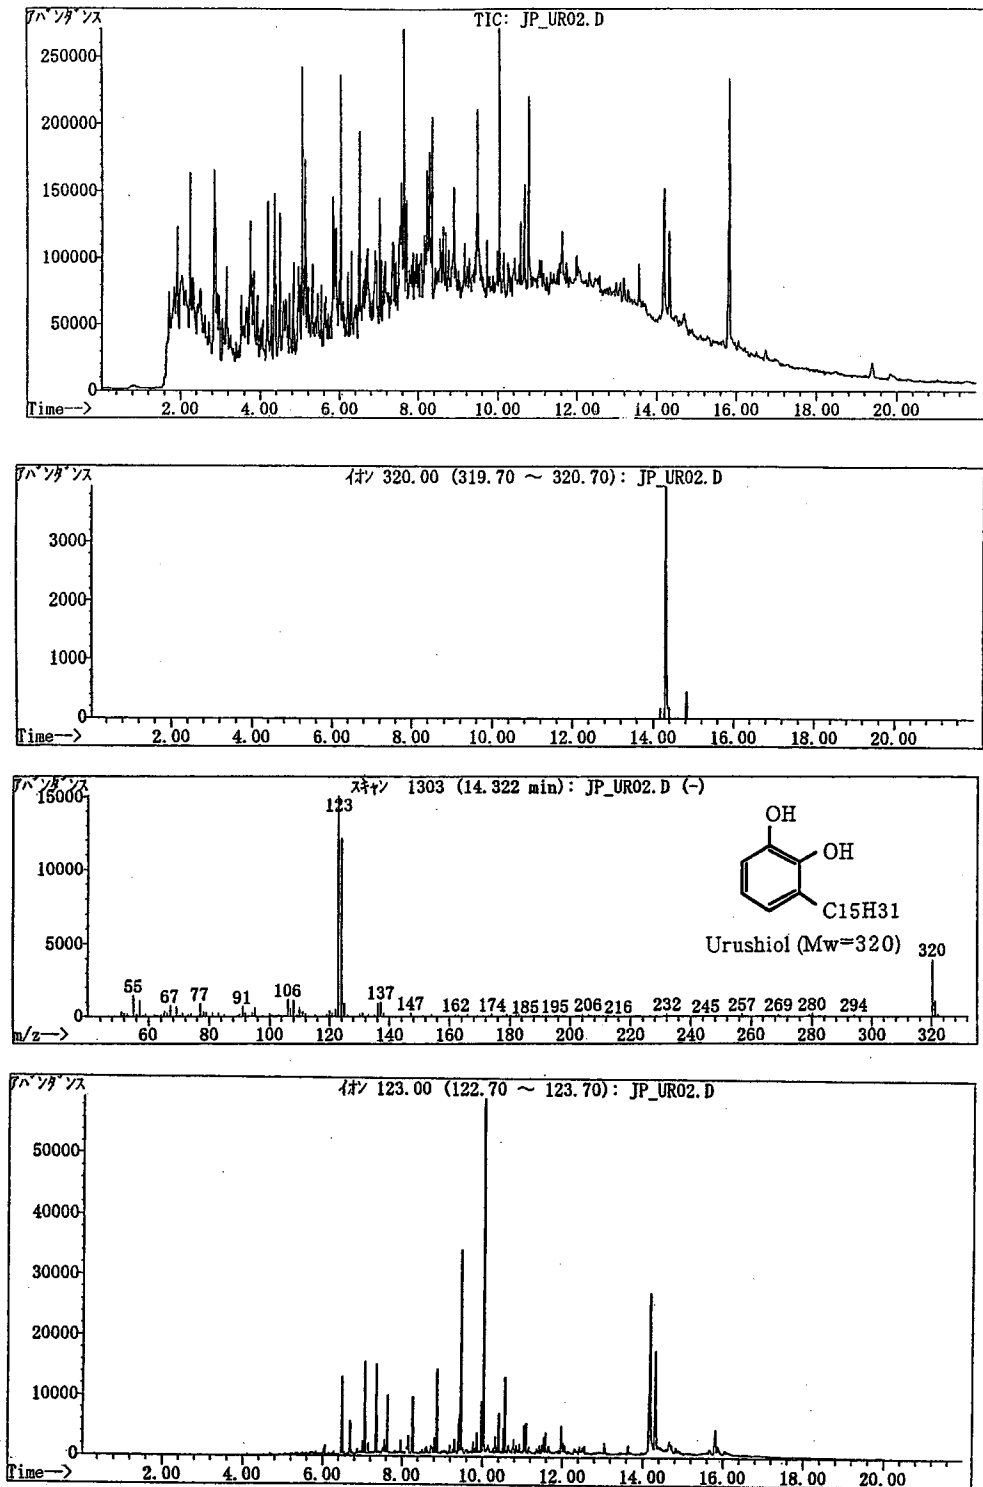 アバンダンス
TIC: JP_UR02.D
250000
200000
150000
100000
50000
0
Time--> 2.00 4.00 6.00 8.00 10.00 12.00 14.00 16.00 18.00 20.00
アバンダンス
イオン 320.00 (319.70 ～ 320.70): JP_UR02.D
3000
2000
1000
0
Time--> 2.00 4.00 6.00 8.00 10.00 12.00 14.00 16.00 18.00 20.00
アバンダンス
スキャン 1303 (14.322 min): JP_UR02.D (-)
15000
10000
5000
0
123
OH
OH
C15H31
Urushiol (Mw=320)
320
55 67 77 91 106 137 147 162 174 185 195 206 216 232 245 257 269 280 294
m/z--> 60 80 100 120 140 160 180 200 220 240 260 280 300 320
アバンダンス
イオン 123.00 (122.70 ～ 123.70): JP_UR02.D
50000
40000
30000
20000
10000
0
Time--> 2.00 4.00 6.00 8.00 10.00 12.00 14.00 16.00 18.00 20.00